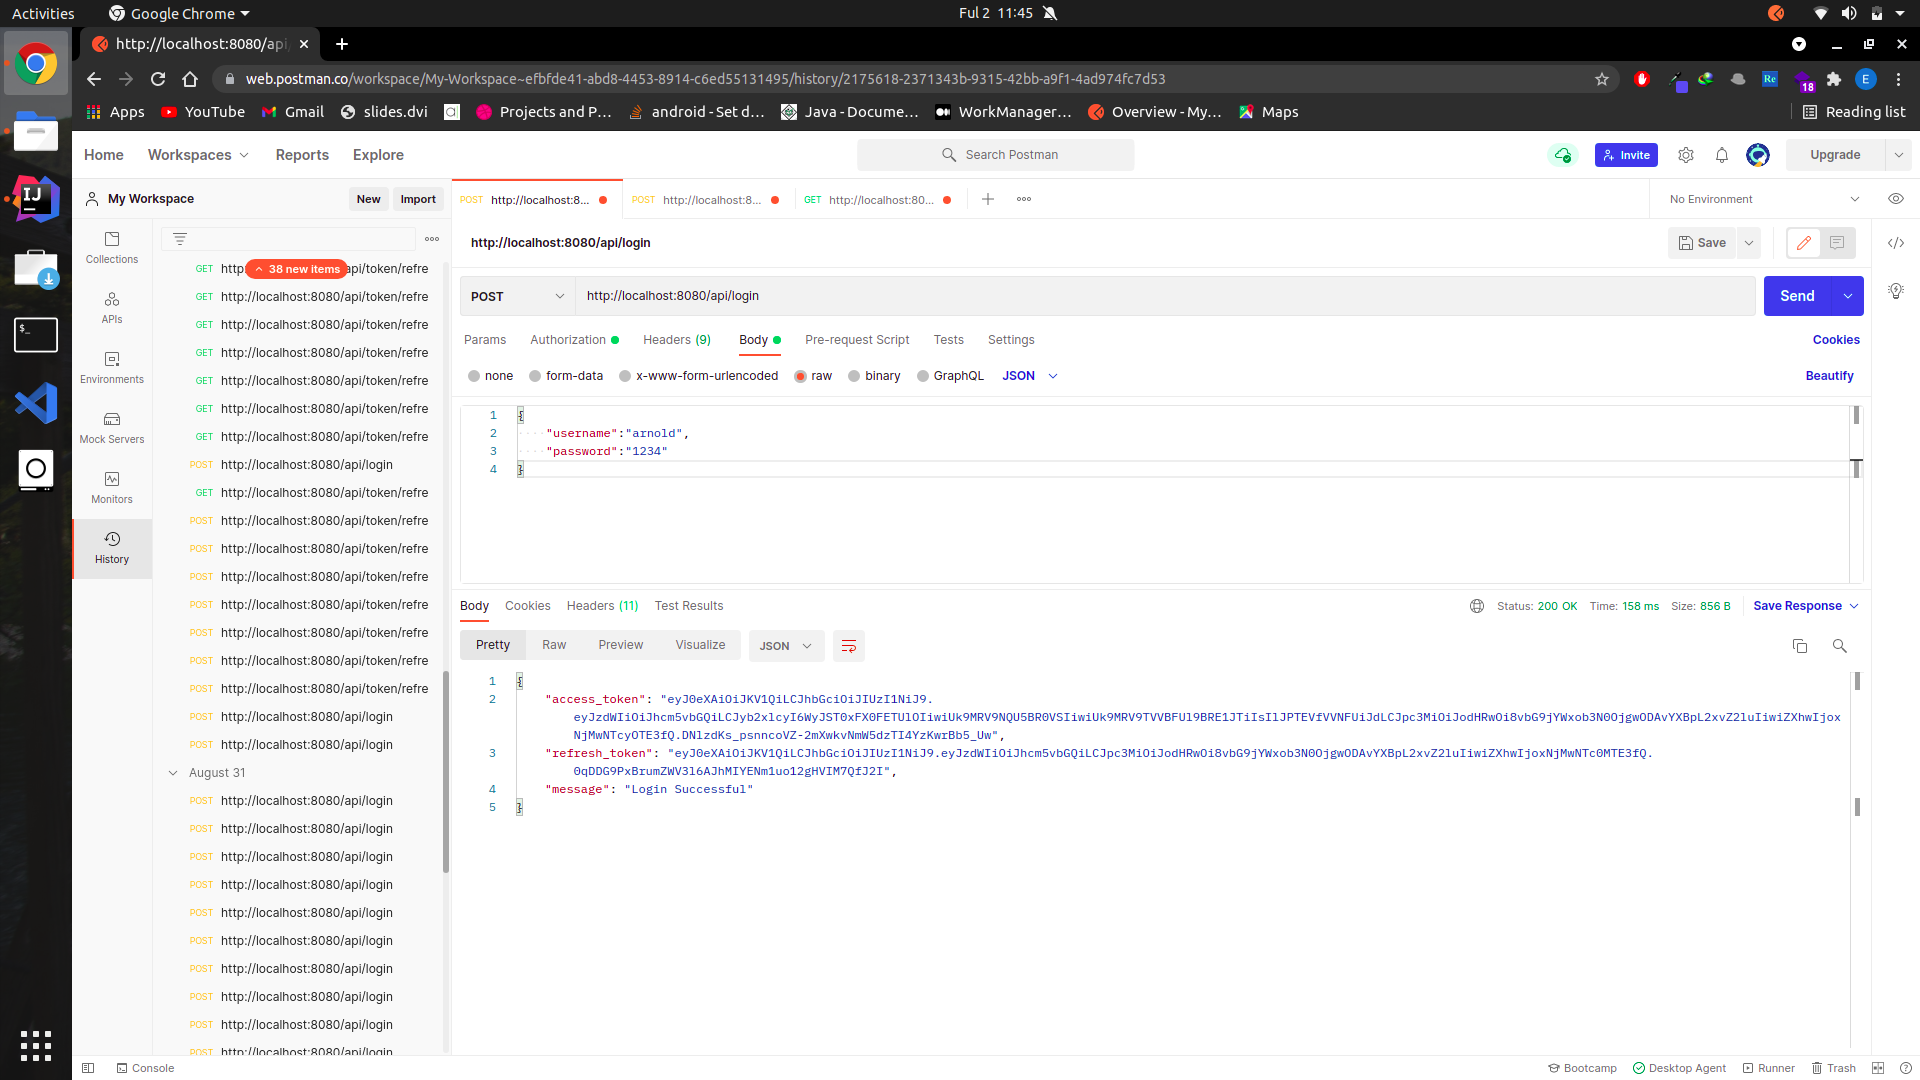 Activities
Google Chrome
Ful 2 11:45
http://localhost:8080/api
web.postman.co/workspace/My-Workspace~efbfde41-abd8-4453-8914-c6ed55131495/history/2175618-2371343b-9315-42bb-a9f1-4ad974fc7d53
Re
18
E
Apps
YouTube
Gmail
slides.dvi
Projects and P...
android - Set d...
Java - Docume...
WorkManager...
Overview - My...
Maps
Reading list
Home
Workspaces
Reports
Explore
Search Postman
Invite
Upgrade
My Workspace
New
Import
POST http://localhost:8...
POST http://localhost:8...
GET http://localhost:80...
No Environment
Collections
APIs
Environments
Mock Servers
Monitors
History
38 new items
GET http: api/token/refre
GET http://localhost:8080/api/token/refre
GET http://localhost:8080/api/token/refre
GET http://localhost:8080/api/token/refre
GET http://localhost:8080/api/token/refre
GET http://localhost:8080/api/token/refre
GET http://localhost:8080/api/token/refre
POST http://localhost:8080/api/login
GET http://localhost:8080/api/token/refre
POST http://localhost:8080/api/token/refre
POST http://localhost:8080/api/token/refre
POST http://localhost:8080/api/token/refre
POST http://localhost:8080/api/token/refre
POST http://localhost:8080/api/token/refre
POST http://localhost:8080/api/token/refre
POST http://localhost:8080/api/token/refre
POST http://localhost:8080/api/login
POST http://localhost:8080/api/login
August 31
POST http://localhost:8080/api/login
POST http://localhost:8080/api/login
POST http://localhost:8080/api/login
POST http://localhost:8080/api/login
POST http://localhost:8080/api/login
POST http://localhost:8080/api/login
POST http://localhost:8080/api/login
POST http://localhost:8080/api/login
POST http://localhost:8080/api/login
POST http://localhost:8080/api/login
http://localhost:8080/api/login
Save
POST
http://localhost:8080/api/login
Send
Params
Authorization
Headers (9)
Body
Pre-request Script
Tests
Settings
Cookies
none
form-data
x-www-form-urlencoded
raw
binary
GraphQL
JSON
Beautify
1 {
2 "username":"arnold",
3 "password":"1234"
4 }
Body
Cookies
Headers (11)
Test Results
Status: 200 OK
Time: 158 ms
Size: 856 B
Save Response
Pretty
Raw
Preview
Visualize
JSON
1 {
2 "access_token": "eyJ0eXAiOiJKV1QiLCJhbGciOiJIUzI1NiJ9.
eyJzdWIiOiJhcm5vbGQiLCJyb2xlcyI6WyJST0xFX0FETUlOIiwiUk9MRV9NQU5BR0VSIiwiUk9MRV9TVVBFUl9BRE1JTiIsIlJPTEVfVVNFUiJdLCJpc3MiOiJodHRwOi8vbG9jYWxob3N0OjgwODAvYXBpL2xvZ2luIiwiZXhwIjox
NjMwNTcyOTE3fQ.DNlzdKs_psnncoVZ-2mXwkvNmW5dzTI4YzKwrBb5_Uw",
3 "refresh_token": "eyJ0eXAiOiJKV1QiLCJhbGciOiJIUzI1NiJ9.eyJzdWIiOiJhcm5vbGQiLCJpc3MiOiJodHRwOi8vbG9jYWxob3N0OjgwODAvYXBpL2xvZ2luIiwiZXhwIjoxNjMwNTc0MTE3fQ.
0qDDG9PxBrumZWV3l6AJhMIYENm1uo12gHVIM7QfJ2I",
4 "message": "Login Successful"
5 }
Console
Bootcamp
Desktop Agent
Runner
Trash